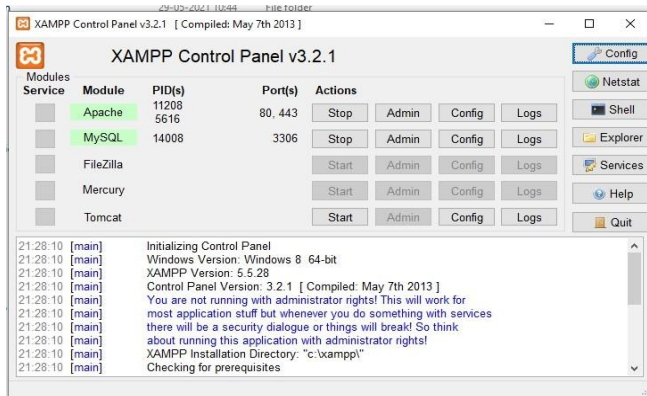 29-05-2021 10:44 File folder
XAMPP Control Panel v3.2.1 [ Compiled: May 7th 2013 ]
XAMPP Control Panel v3.2.1
Config
Modules
Service Module PID(s) Port(s) Actions
Netstat
Apache 11208 5616 80, 443 Stop Admin Config Logs
Shell
MySQL 14008 3306 Stop Admin Config Logs
Explorer
FileZilla Start Admin Config Logs
Services
Mercury Start Admin Config Logs
Help
Tomcat Start Admin Config Logs
Quit
21:28:10 [main] Initializing Control Panel
21:28:10 [main] Windows Version: Windows 8 64-bit
21:28:10 [main] XAMPP Version: 5.5.28
21:28:10 [main] Control Panel Version: 3.2.1 [ Compiled: May 7th 2013 ]
21:28:10 [main] You are not running with administrator rights! This will work for
21:28:10 [main] most application stuff but whenever you do something with services
21:28:10 [main] there will be a security dialogue or things will break! So think
21:28:10 [main] about running this application with administrator rights!
21:28:10 [main] XAMPP Installation Directory: "c:\xampp\"
21:28:10 [main] Checking for prerequisites